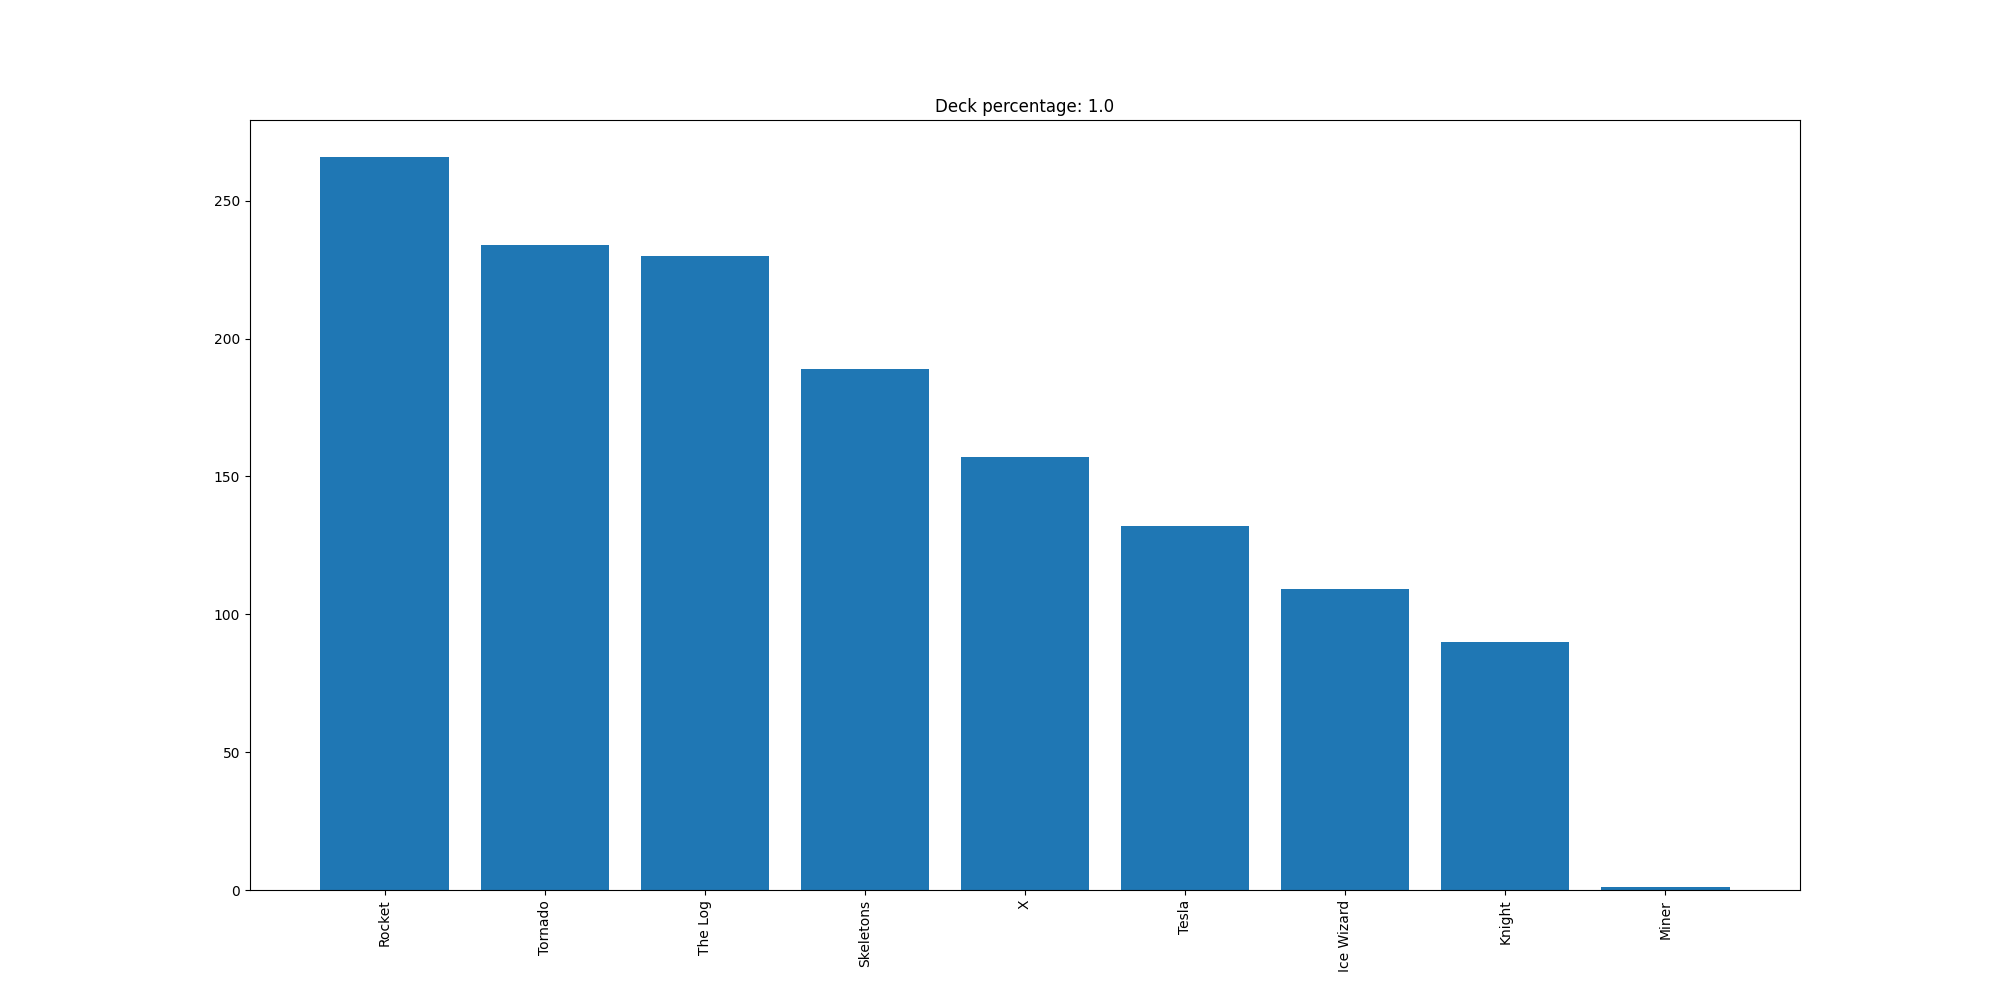 Deck percentage: 1.0
250
200
150
100
50
0
Rocket
Tornado
The Log
Skeletons
X
Tesla
Ice Wizard
Knight
Miner